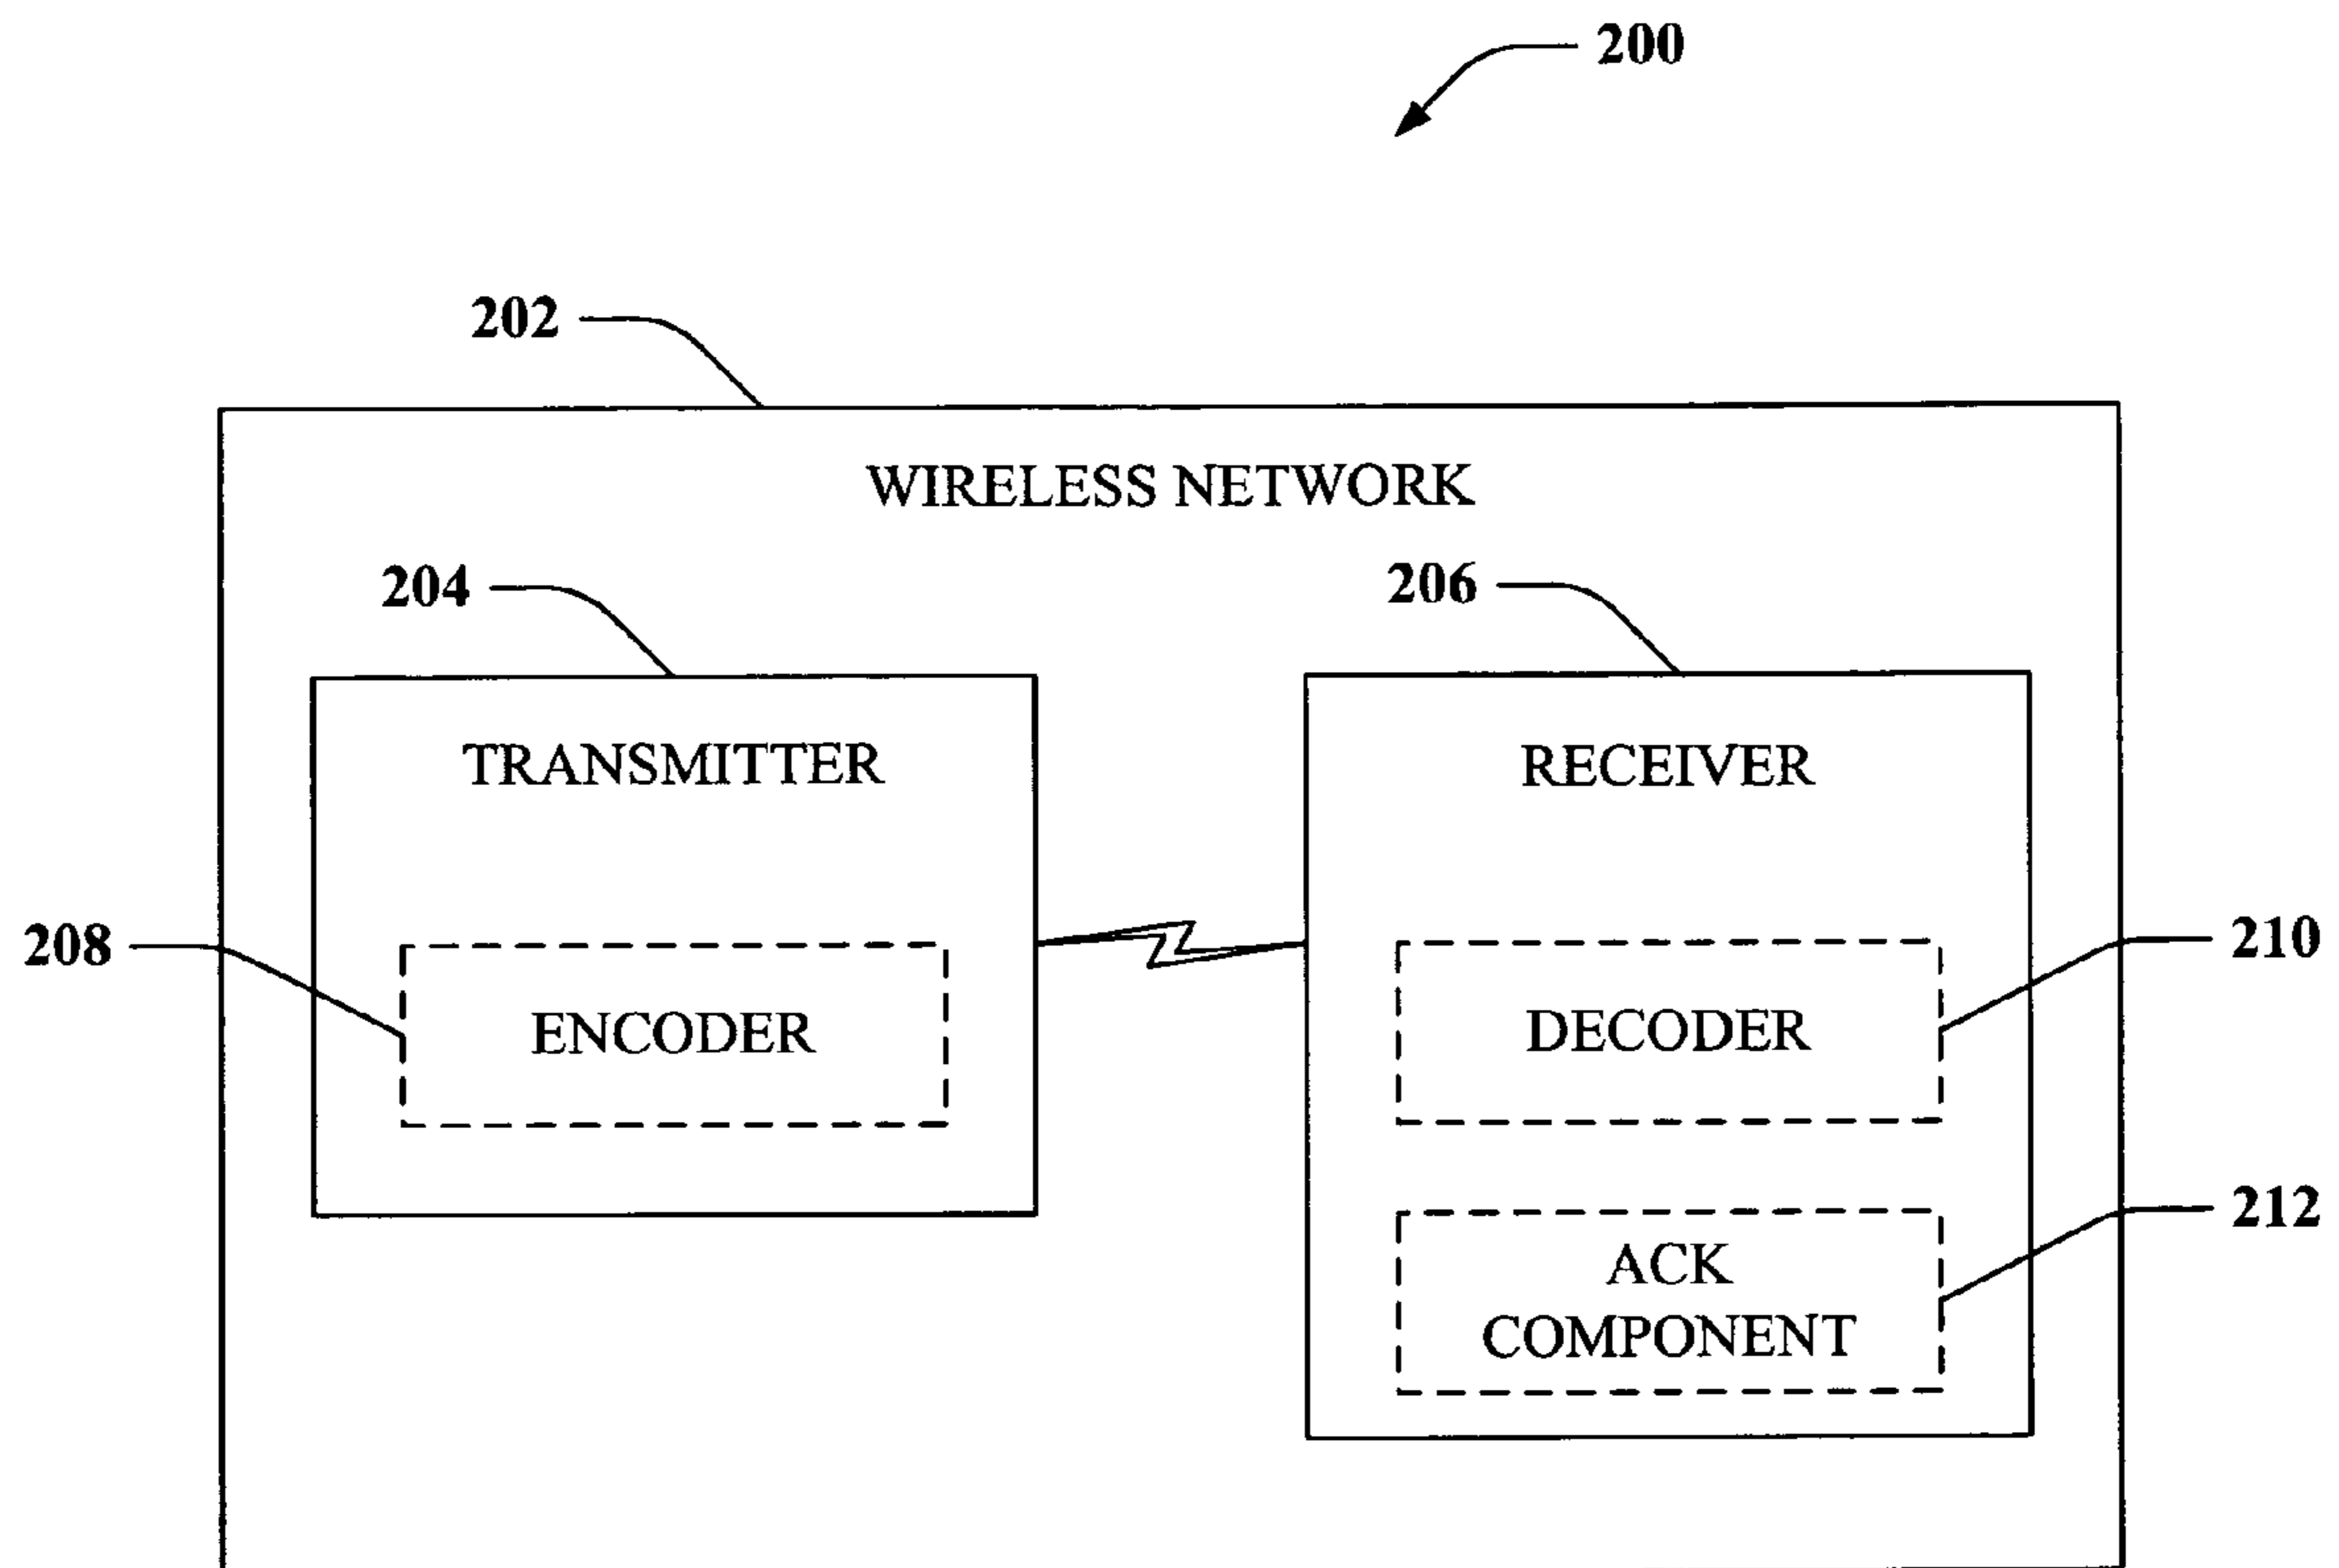 200
202
WIRELESS NETWORK
204
206
TRANSMITTER
RECEIVER
208
ENCODER
DECODER
210
212
ACK
COMPONENT